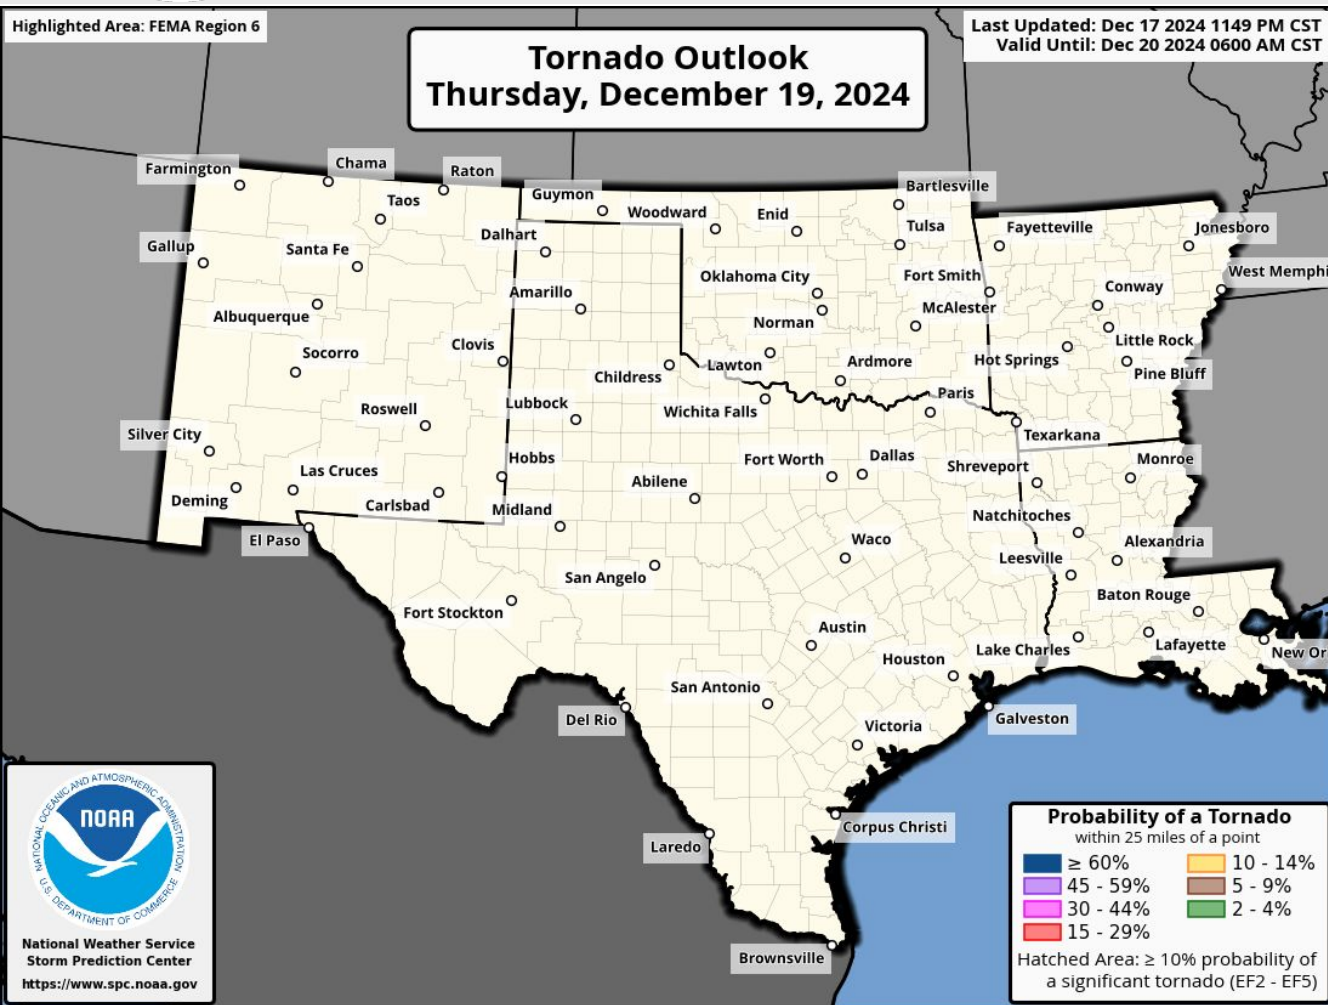 Highlighted Area: FEMA Region 6
Last Updated: Dec 17 2024 1149 PM CST
Valid Until: Dec 20 2024 0600 AM CST
Tornado Outlook
Thursday, December 19, 2024
Farmington
Chama
Raton
Taos
Guymon
Woodward
Enid
Bartlesville
Gallup
Santa Fe
Dalhart
Tulsa
Fayetteville
Jonesboro
Oklahoma City
Fort Smith
West Memphi
Amarillo
Conway
Albuquerque
Norman
McAlester
Little Rock
Socorro
Clovis
Lawton
Ardmore
Hot Springs
Pine Bluff
Childress
Roswell
Lubbock
Wichita Falls
Paris
Silver City
Texarkana
Las Cruces
Hobbs
Fort Worth
Dallas
Shreveport
Monroe
Deming
Carlsbad
Midland
Abilene
Natchitoches
El Paso
Waco
Leesville
Alexandria
San Angelo
Baton Rouge
Fort Stockton
Austin
Houston
Lake Charles
Lafayette
New Or
San Antonio
Del Rio
Galveston
Victoria
Laredo
Corpus Christi
Brownsville
NATIONAL OCEANIC AND ATMOSPHERIC ADMINISTRATION
NOAA
U.S. DEPARTMENT OF COMMERCE
National Weather Service
Storm Prediction Center
https://www.spc.noaa.gov
Probability of a Tornado
within 25 miles of a point
≥ 60%
45 - 59%
30 - 44%
15 - 29%
10 - 14%
5 - 9%
2 - 4%
Hatched Area: ≥ 10% probability of
a significant tornado (EF2 - EF5)